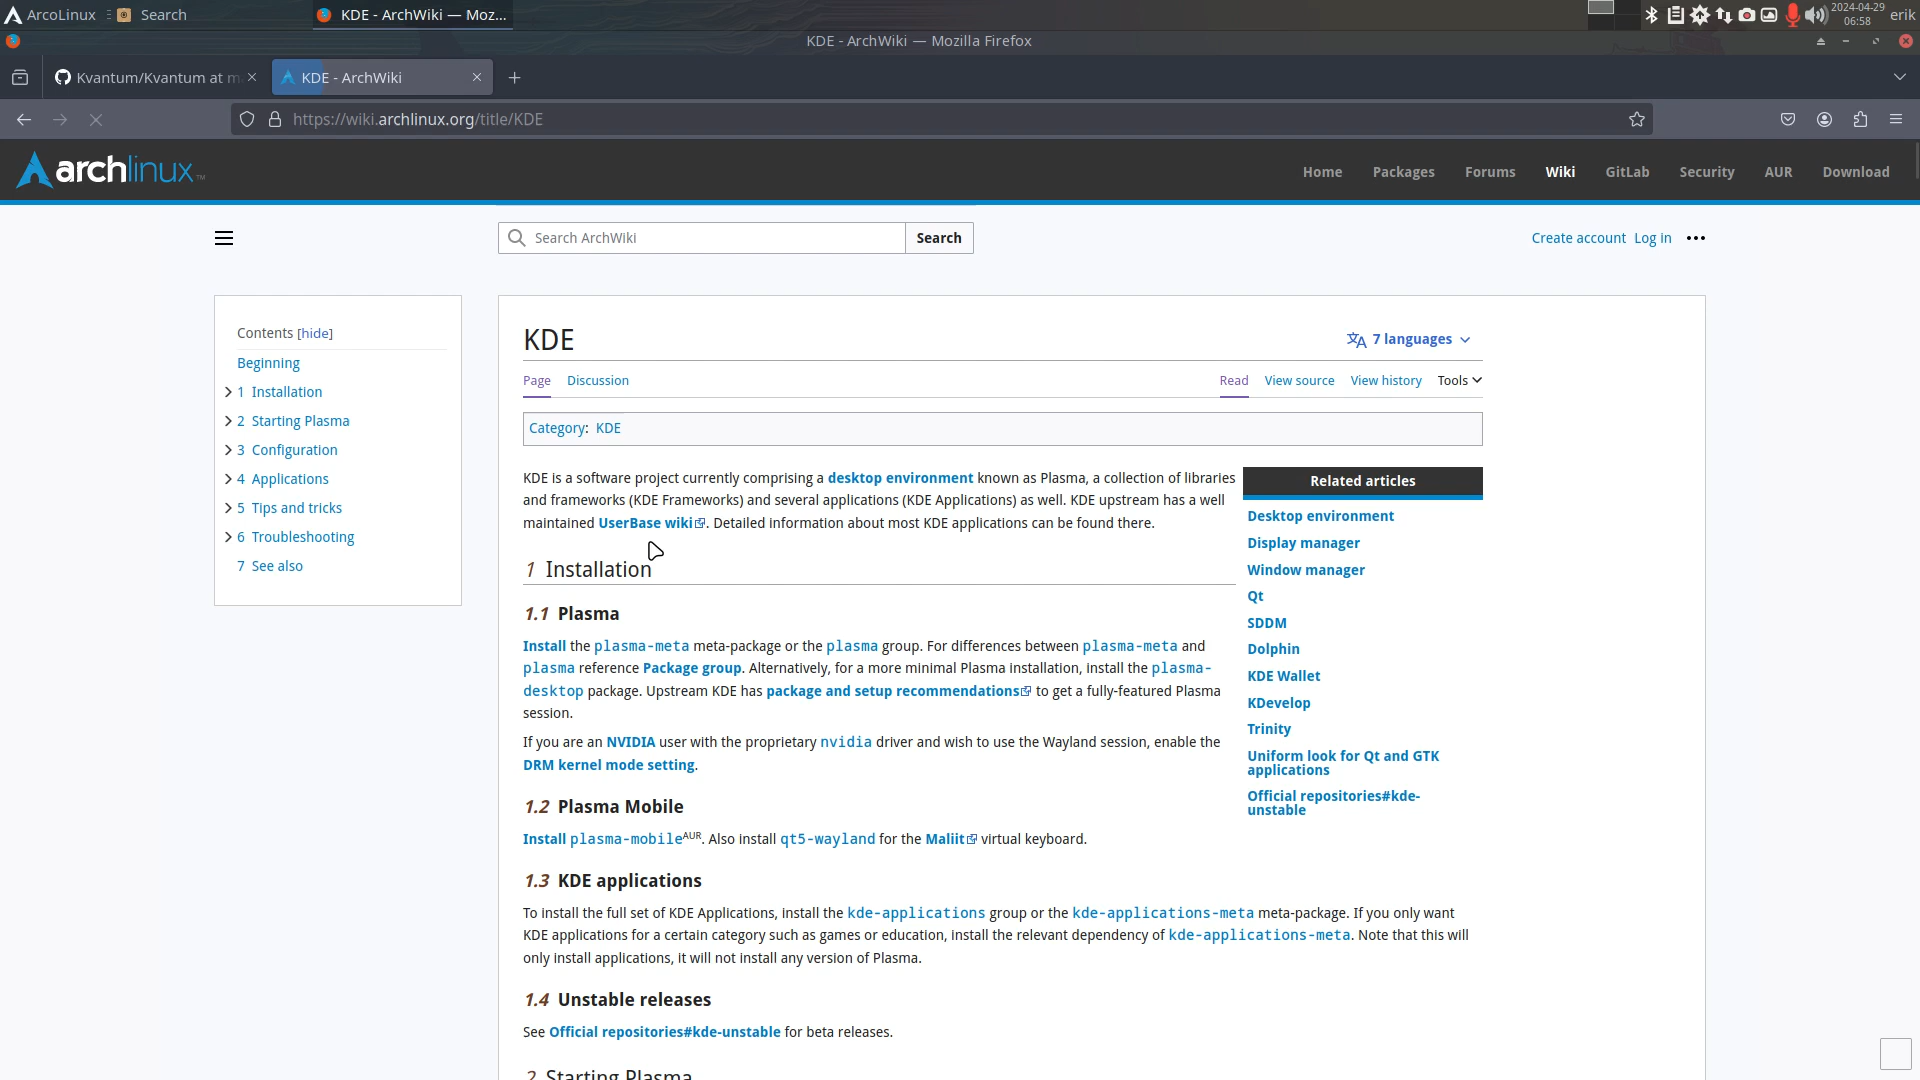 ArcoLinux Search KDE - ArchWiki — Moz... 2024-04-29 06:58 erik
KDE - ArchWiki — Mozilla Firefox
Kvantum/Kvantum at m KDE - ArchWiki
https://wiki.archlinux.org/title/KDE
archlinux™ Home Packages Forums Wiki GitLab Security AUR Download
Search ArchWiki Search Create account Log in
Contents [hide]
Beginning
1 Installation
2 Starting Plasma
3 Configuration
4 Applications
5 Tips and tricks
6 Troubleshooting
7 See also
KDE 7 languages
Page Discussion Read View source View history Tools
Category: KDE
KDE is a software project currently comprising a desktop environment known as Plasma, a collection of libraries
and frameworks (KDE Frameworks) and several applications (KDE Applications) as well. KDE upstream has a well
maintained UserBase wiki. Detailed information about most KDE applications can be found there.
1 Installation
1.1 Plasma
Install the plasma-meta meta-package or the plasma group. For differences between plasma-meta and
plasma reference Package group. Alternatively, for a more minimal Plasma installation, install the plasma-
desktop package. Upstream KDE has package and setup recommendations to get a fully-featured Plasma
session.
If you are an NVIDIA user with the proprietary nvidia driver and wish to use the Wayland session, enable the
DRM kernel mode setting.
1.2 Plasma Mobile
Install plasma-mobileAUR. Also install qt5-wayland for the Maliit virtual keyboard.
1.3 KDE applications
To install the full set of KDE Applications, install the kde-applications group or the kde-applications-meta meta-package. If you only want
KDE applications for a certain category such as games or education, install the relevant dependency of kde-applications-meta. Note that this will
only install applications, it will not install any version of Plasma.
1.4 Unstable releases
See Official repositories#kde-unstable for beta releases.
2 Starting Plasma
Related articles
Desktop environment
Display manager
Window manager
Qt
SDDM
Dolphin
KDE Wallet
KDevelop
Trinity
Uniform look for Qt and GTK
applications
Official repositories#kde-
unstable